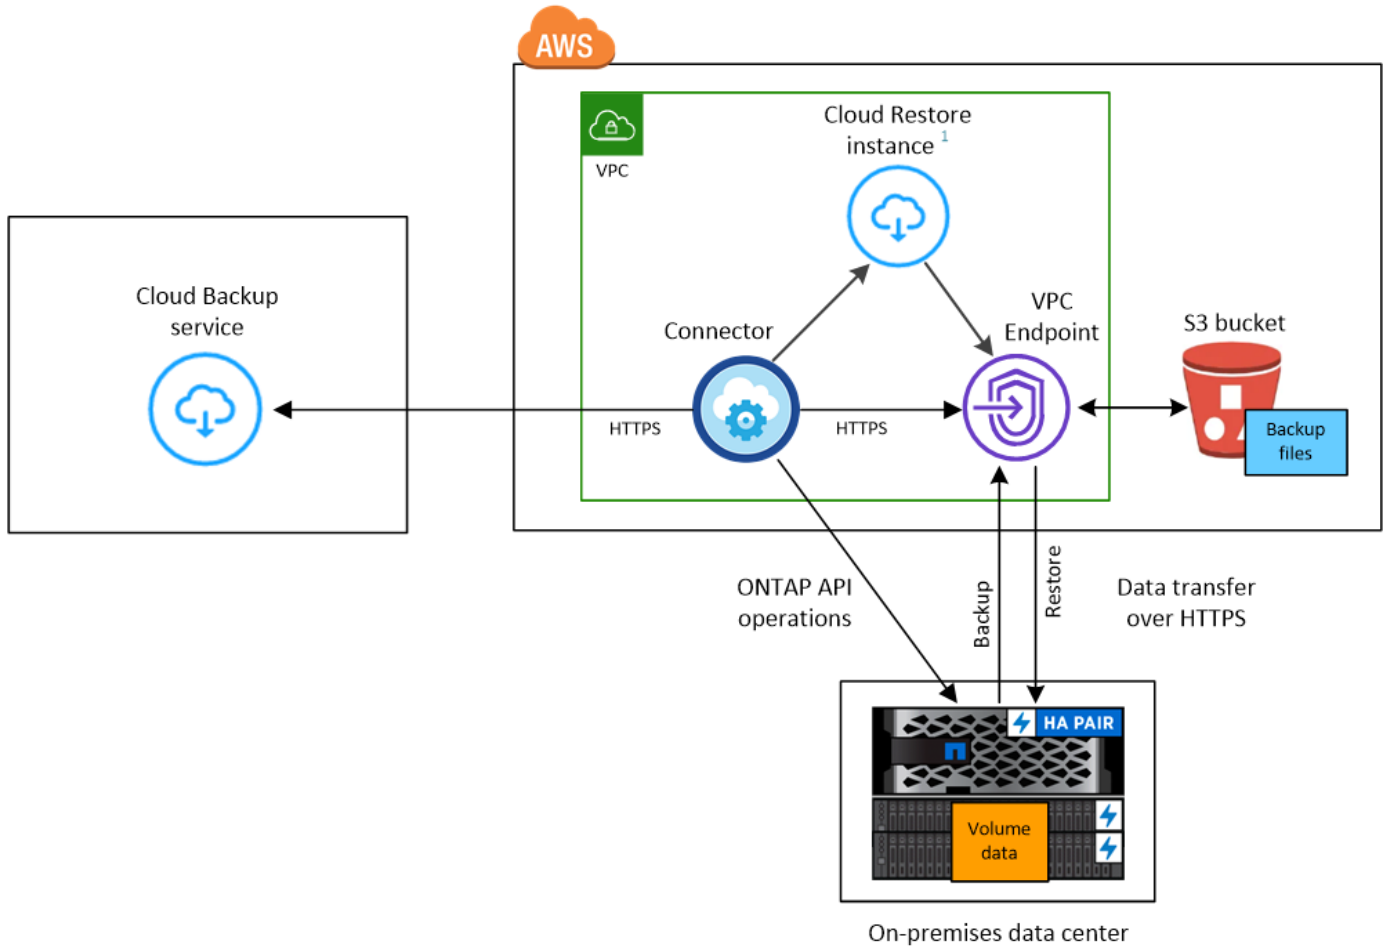 AWS
Cloud Restore
instance 1
VPC
Cloud Backup
service
Connector
VPC
Endpoint
S3 bucket
HTTPS
HTTPS
Backup
files
ONTAP API
operations
Backup
Restore
Data transfer
over HTTPS
HA PAIR
Volume
data
On-premises data center